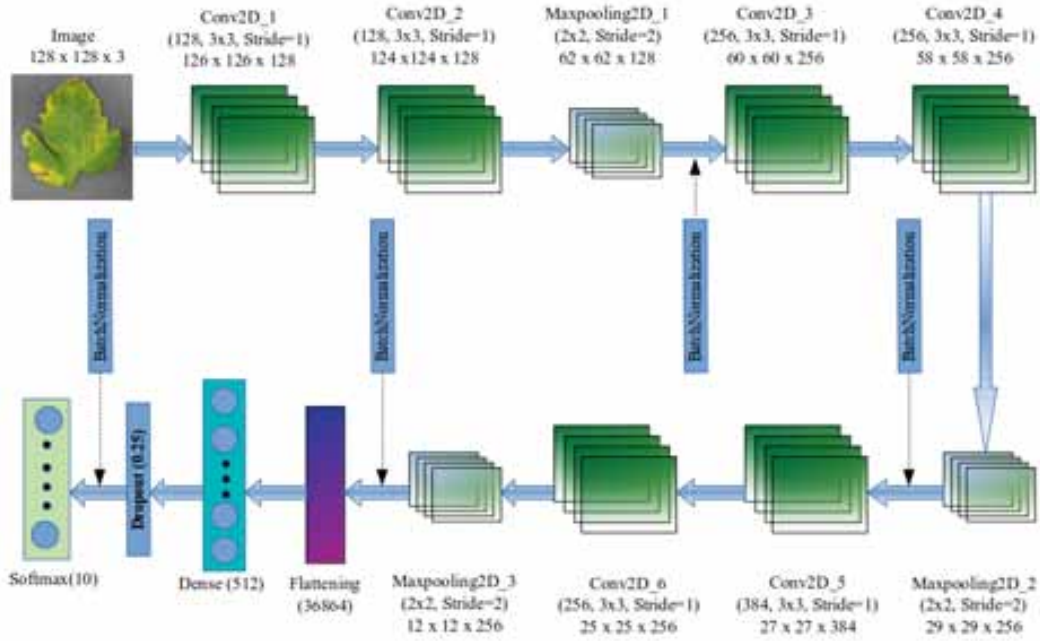 Image
128 x 128 x 3
Conv2D_1
(128, 3x3, Stride=1)
126 x 126 x 128
Conv2D_2
(128, 3x3, Stride=1)
124 x124 x 128
Maxpooling2D_1
(2x2, Stride=2)
62 x 62 x 128
Conv2D_3
(256, 3x3, Stride=1)
60 x 60 x 256
Conv2D_4
(256, 3x3, Stride=1)
58 x 58 x 256
BatchNormalization
BatchNormalization
BatchNormalization
BatchNormalization
Dropout (0.25)
Softmax(10)
Dense (512)
Flattening
(36864)
Maxpooling2D_3
(2x2, Stride=2)
12 x 12 x 256
Conv2D_6
(256, 3x3, Stride=1)
25 x 25 x 256
Conv2D_5
(384, 3x3, Stride=1)
27 x 27 x 384
Maxpooling2D_2
(2x2, Stride=2)
29 x 29 x 256